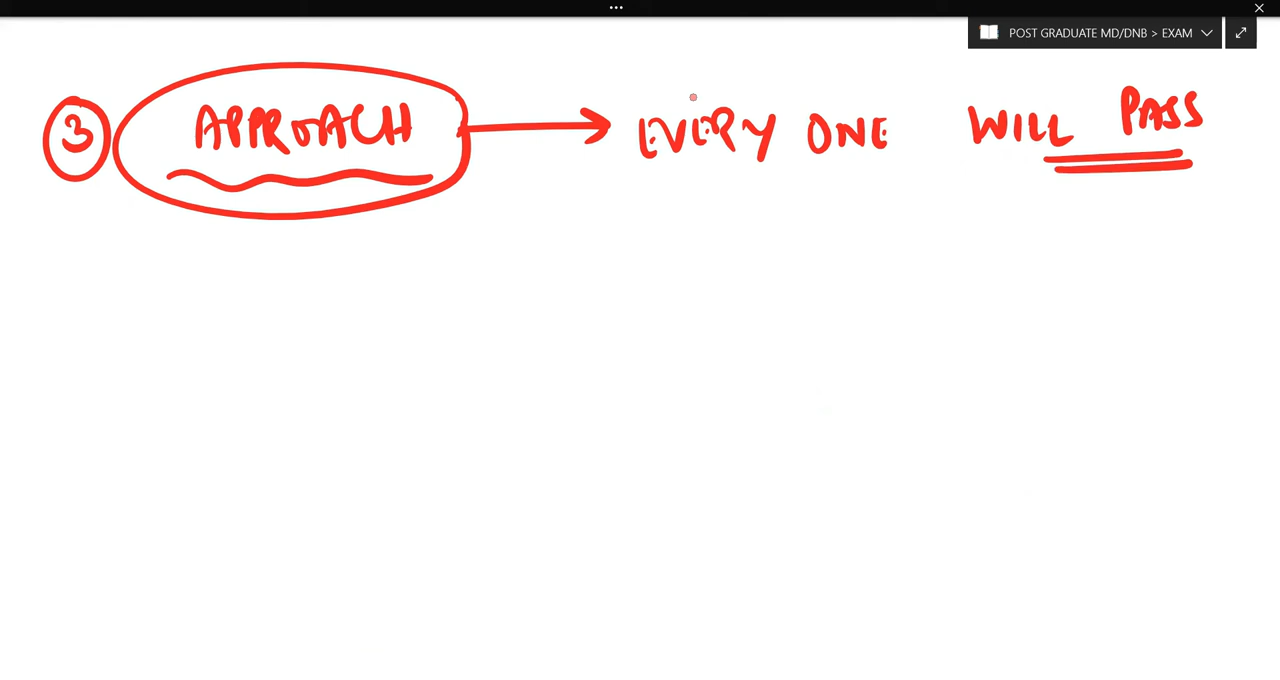 POST GRADUATE MD/DNB > EXAM
3 APPROACH → EVERY ONE WILL PASS